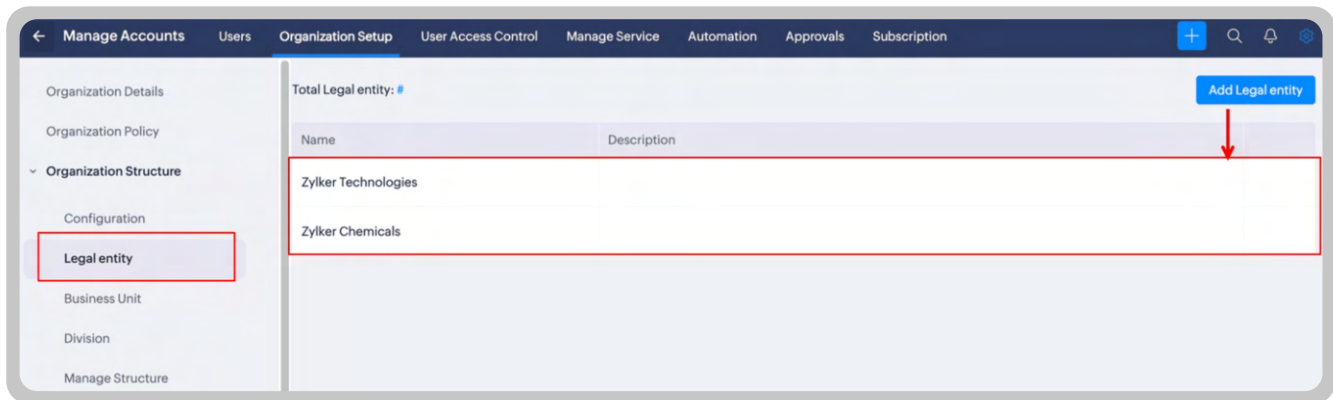 Manage Accounts Users Organization Setup User Access Control Manage Service Automation Approvals Subscription
Organization Details
Organization Policy
Organization Structure
Configuration
Legal entity
Business Unit
Division
Manage Structure
Total Legal entity: #
Add Legal entity
Name Description
Zylker Technologies
Zylker Chemicals